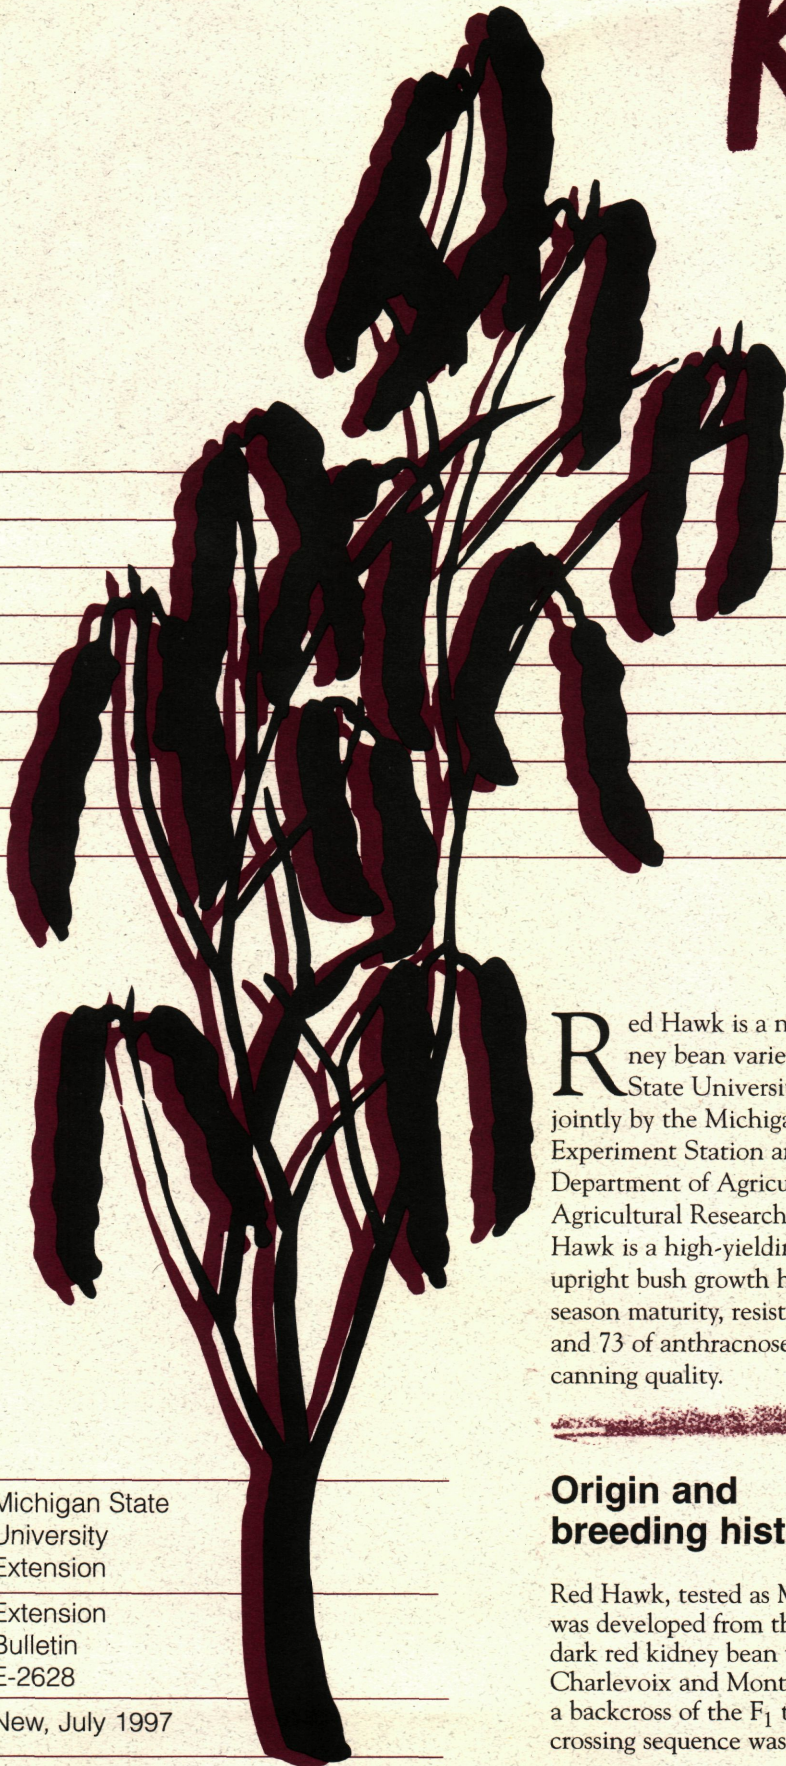 K
Red Hawk is a n
ney bean varie
State Universi
jointly by the Michiga
Experiment Station a
Department of Agricu
Agricultural Research
Hawk is a high-yieldi
upright bush growth h
season maturity, resist
and 73 of anthracnose
canning quality.
Origin and
breeding hist
Red Hawk, tested as M
was developed from th
dark red kidney bean
Charlevoix and Mont
a backcross of the F1 t
crossing sequence was
Michigan State
University
Extension
Extension
Bulletin
E-2628
New, July 1997